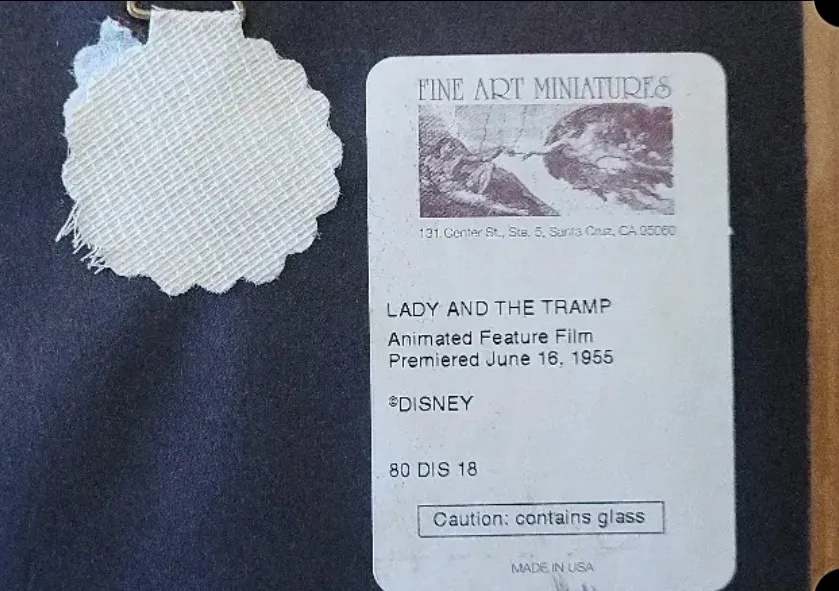 FINE ART MINIATURES
131 Center St., Ste. 5, Santa Cruz, CA 95060
LADY AND THE TRAMP
Animated Feature Film
Premiered June 16, 1955
©DISNEY
80 DIS 18
Caution: contains glass
MADE IN USA